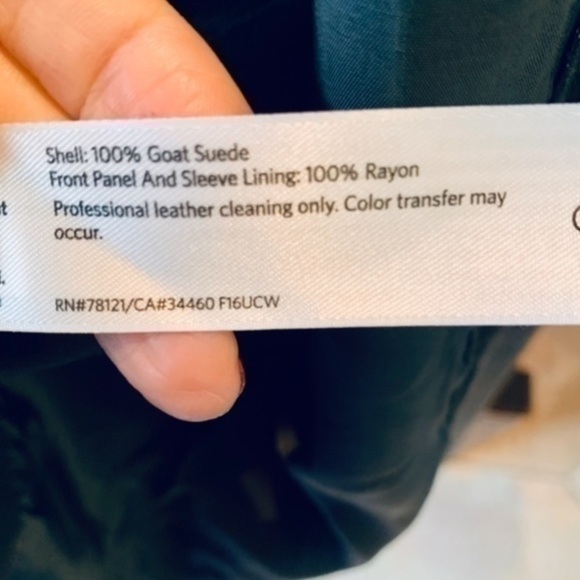 Shell: 100% Goat Suede
Front Panel And Sleeve Lining: 100% Rayon
Professional leather cleaning only. Color transfer may
occur.
RN#78121/CA#34460 F16UCW